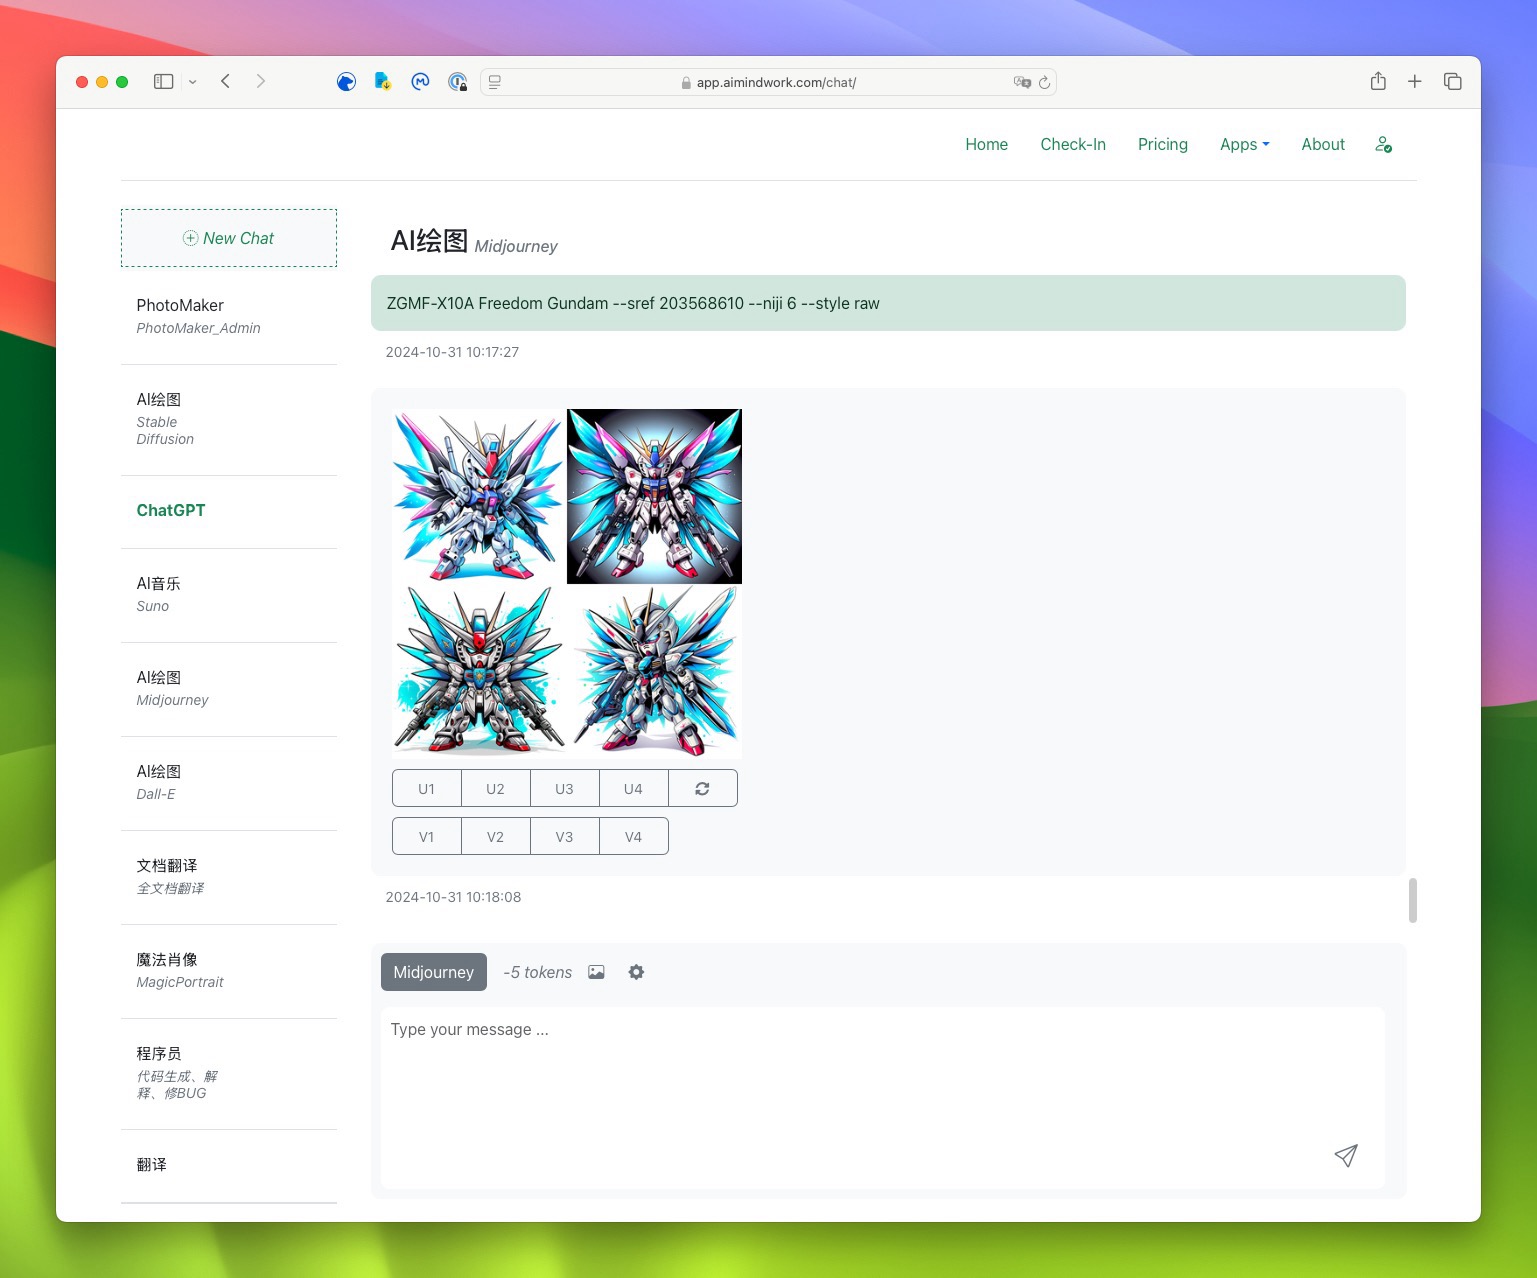 app.aimindwork.com/chat/
Home
Check-In
Pricing
Apps
About
New Chat
PhotoMaker
PhotoMaker_Admin
AI绘图
Stable
Diffusion
ChatGPT
AI音乐
Suno
AI绘图
Midjourney
AI绘图
Dall-E
文档翻译
全文档翻译
魔法肖像
MagicPortrait
程序员
代码生成、解
释、修BUG
翻译
AI绘图 Midjourney
ZGMF-X10A Freedom Gundam --sref 203568610 --niji 6 --style raw
2024-10-31 10:17:27
U1
U2
U3
U4
V1
V2
V3
V4
2024-10-31 10:18:08
Midjourney
-5 tokens
Type your message ...